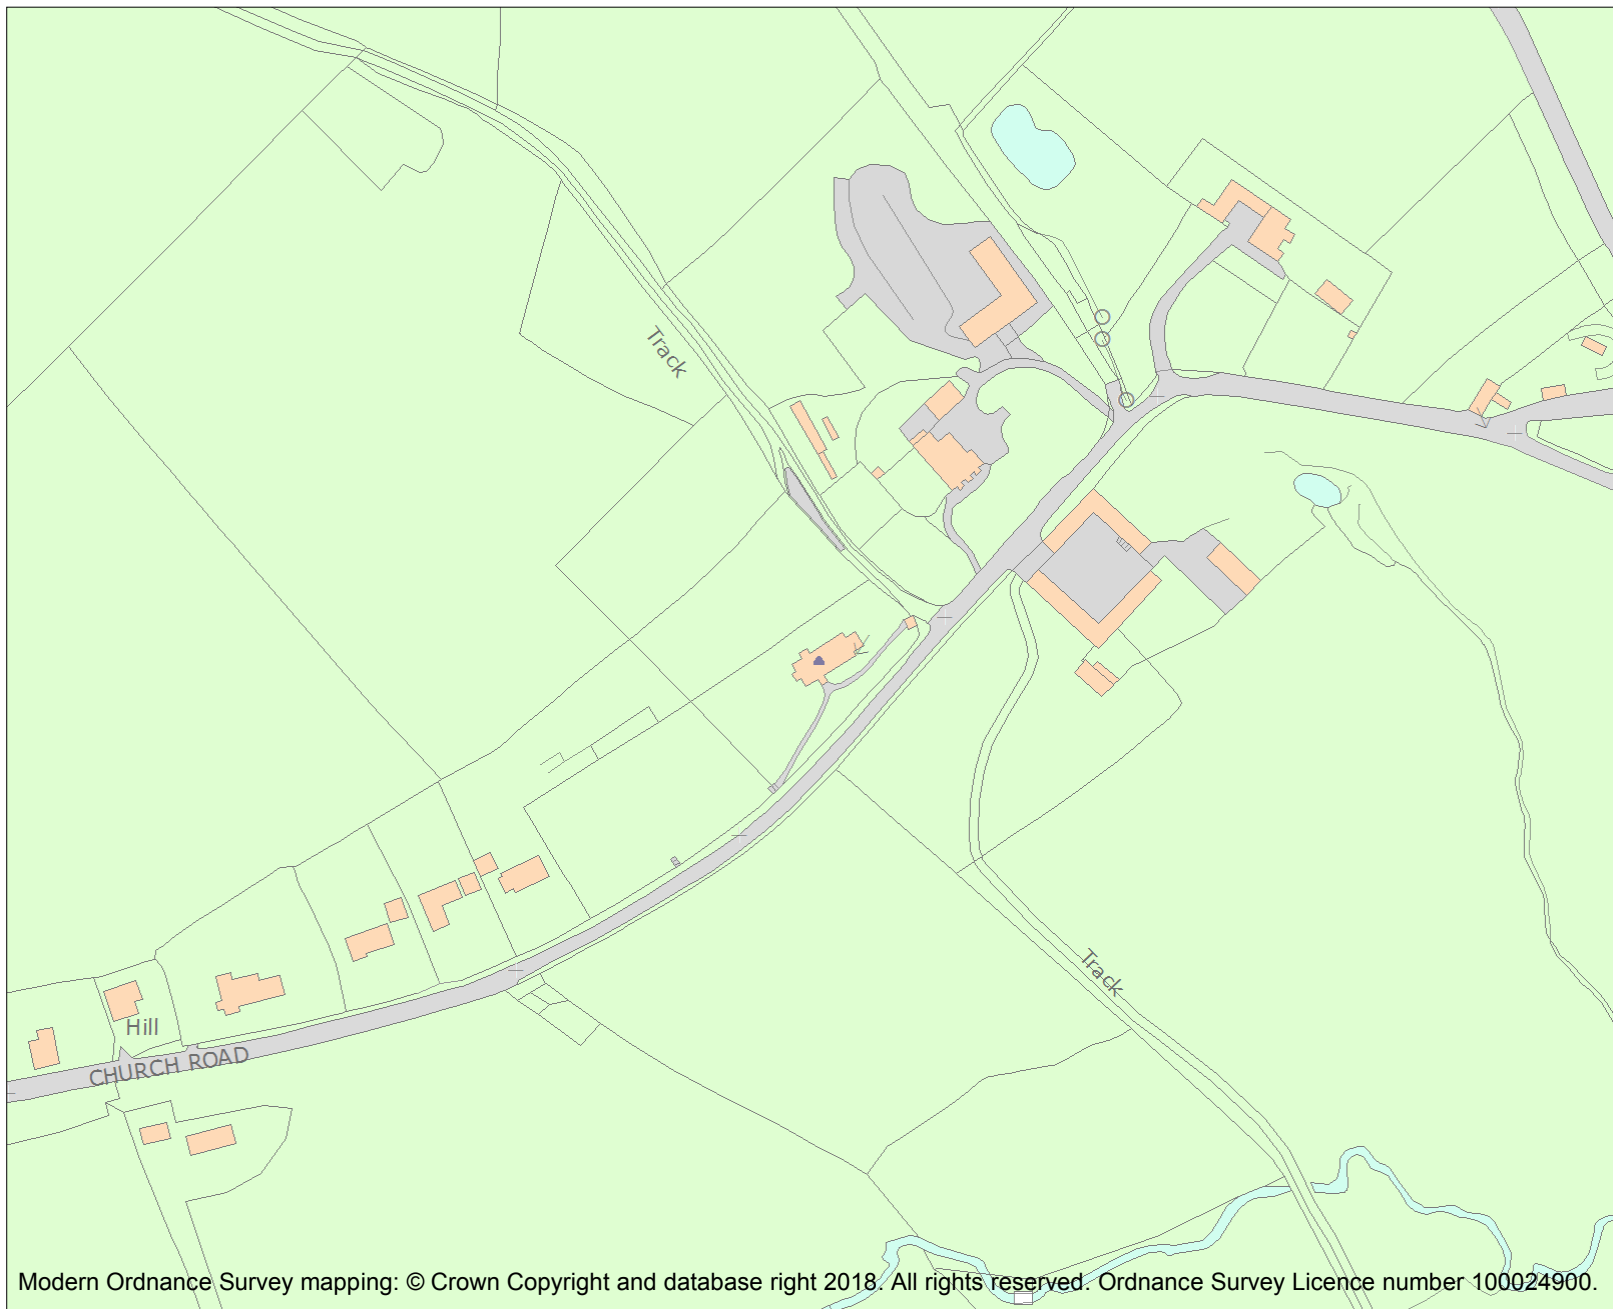 Track
Track
Hill
CHURCH ROAD
Modern Ordnance Survey mapping: © Crown Copyright and database right 2018. All rights reserved. Ordnance Survey Licence number 100024900.